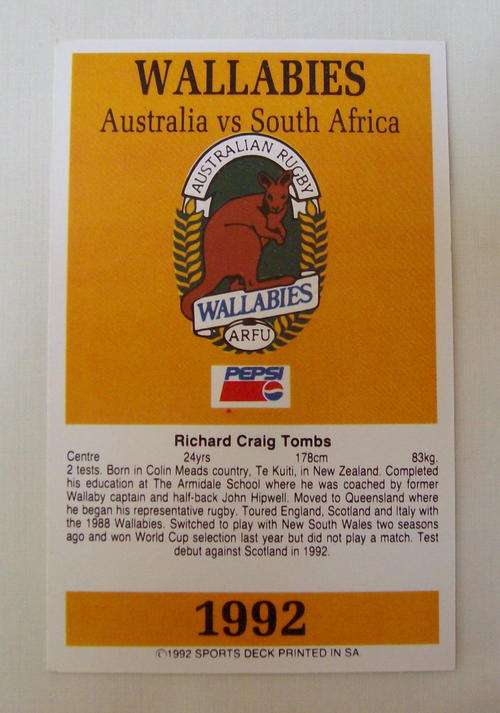 WALLABIES
Australia vs South Africa
AUSTRALIAN RUGBY
WALLABIES
ARFU
PEPSI
Richard Craig Tombs
Centre 24yrs 178cm 83kg.
2 tests. Born in Colin Meads country, Te Kuiti, in New Zealand. Completed
his education at The Armidale School where he was coached by former
Wallaby captain and half-back John Hipwell. Moved to Queensland where
he began his representative rugby. Toured England, Scotland and Italy with
the 1988 Wallabies. Switched to play with New South Wales two seasons
ago and won World Cup selection last year but did not play a match. Test
debut against Scotland in 1992.
1992
©1992 SPORTS DECK PRINTED IN SA